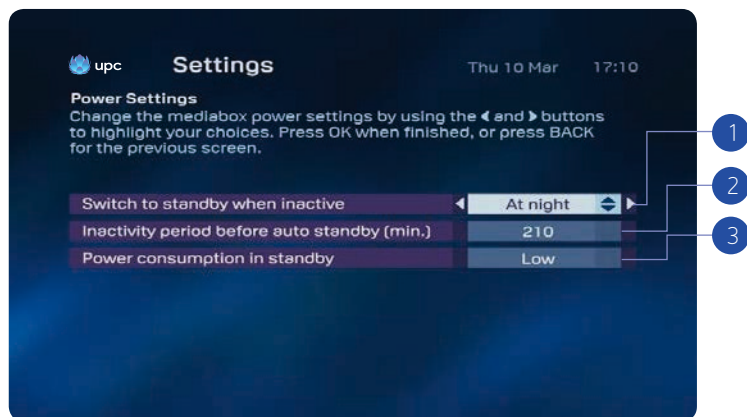 upc Settings Thu 10 Mar 17:10
Power Settings
Change the mediabox power settings by using the ◀ and ▶ buttons
to highlight your choices. Press OK when finished, or press BACK
for the previous screen.
Switch to standby when inactive At night
Inactivity period before auto standby (min.) 210
Power consumption in standby Low
1
2
3